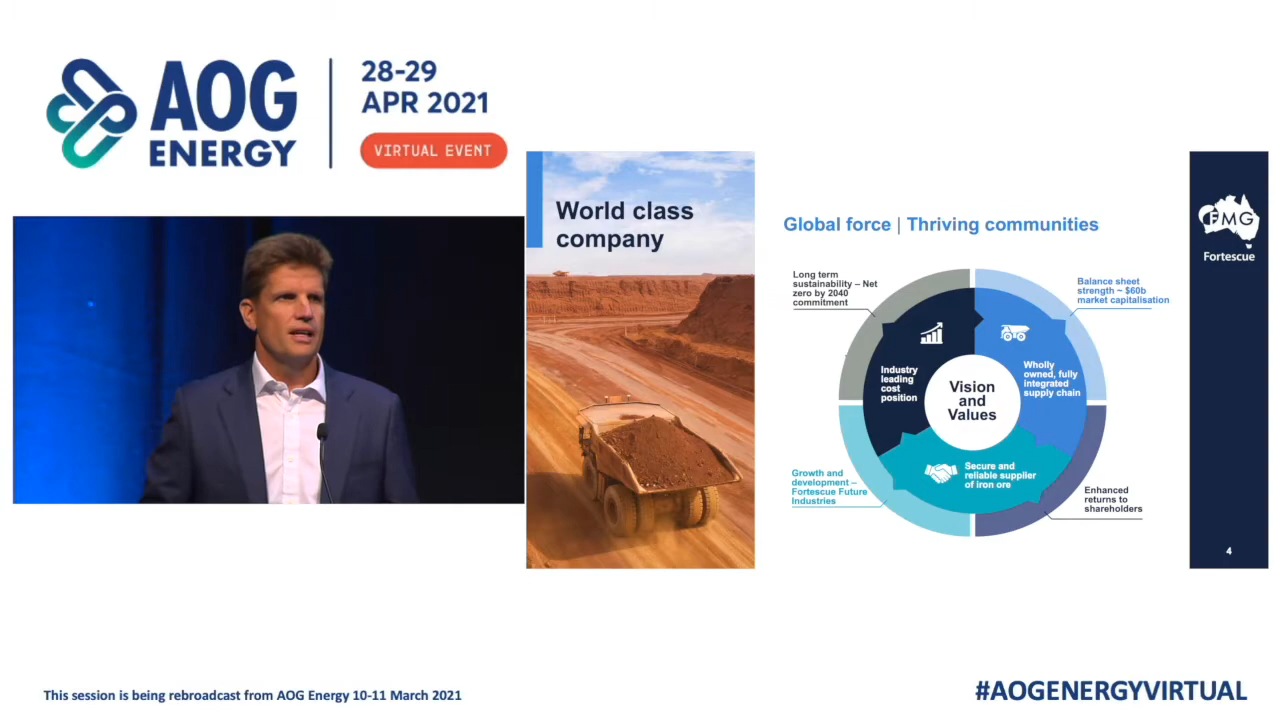 AOG
ENERGY
28-29
APR 2021
VIRTUAL EVENT
World class
company
Global force | Thriving communities
Long term
sustainability – Net
zero by 2040
commitment
Balance sheet
strength ~ $60b
market capitalisation
Industry
leading
cost
position
Vision
and
Values
Wholly
owned, fully
integrated
supply chain
Secure and
reliable supplier
of iron ore
Growth and
development –
Fortescue Future
Industries
Enhanced
returns to
shareholders
FMG
Fortescue
4
This session is being rebroadcast from AOG Energy 10-11 March 2021
#AOGENERGYVIRTUAL